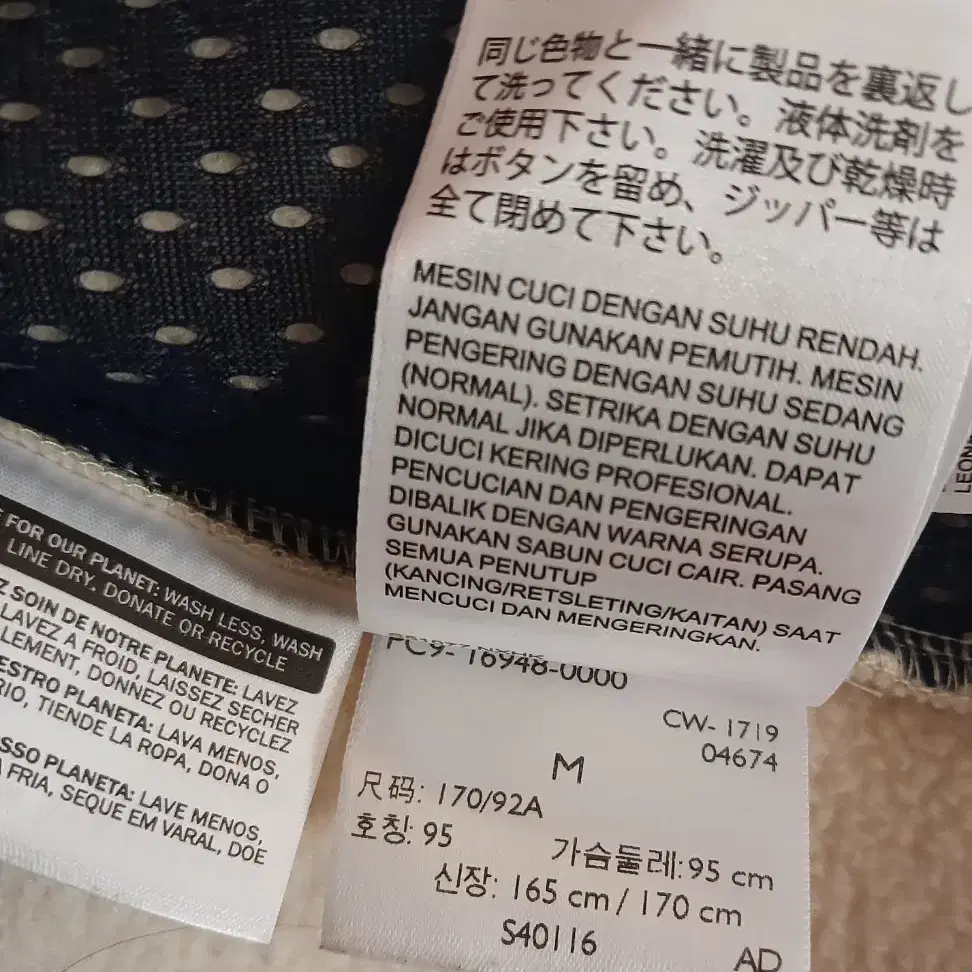 同じ色物と一緒に製品を裏返し
て洗ってください。液体洗剤を
ご使用下さい。洗濯及び乾燥時
はボタンを留め、ジッパー等は
全て閉めて下さい。
MESIN CUCI DENGAN SUHU RENDAH.
JANGAN GUNAKAN PEMUTIH. MESIN
PENGERING DENGAN SUHU SEDANG
(NORMAL). SETRIKA DENGAN SUHU
NORMAL JIKA DIPERLUKAN. DAPAT
DICUCI KERING PROFESIONAL.
PENCUCIAN DAN PENGERINGAN
DIBALIK DENGAN WARNA SERUPA.
GUNAKAN SABUN CUCI CAIR. PASANG
SEMUA PENUTUP
(KANCING/RETSLETING/KAITAN) SAAT
MENCUCI DAN MENGERINGKAN.
FOR OUR PLANET: WASH LESS, WASH
LINE DRY. DONATE OR RECYCLE
SOIN DE NOTRE PLANETE: LAVEZ
LAVEZ A FROID, LAISSEZ SECHER
DONNEZ OU RECYCLEZ
PLANETA: LAVA MENOS,
TIENDE LA ROPA, DONA O
PLANETA: LAVE MENOS,
FRIA, SEQUE EM VARAL, DOE
PC9-16948-0000
CW-1719
04674
M
尺码: 170/92A
호칭: 95
가슴둘레: 95 cm
신장: 165 cm / 170 cm
S40116
AD